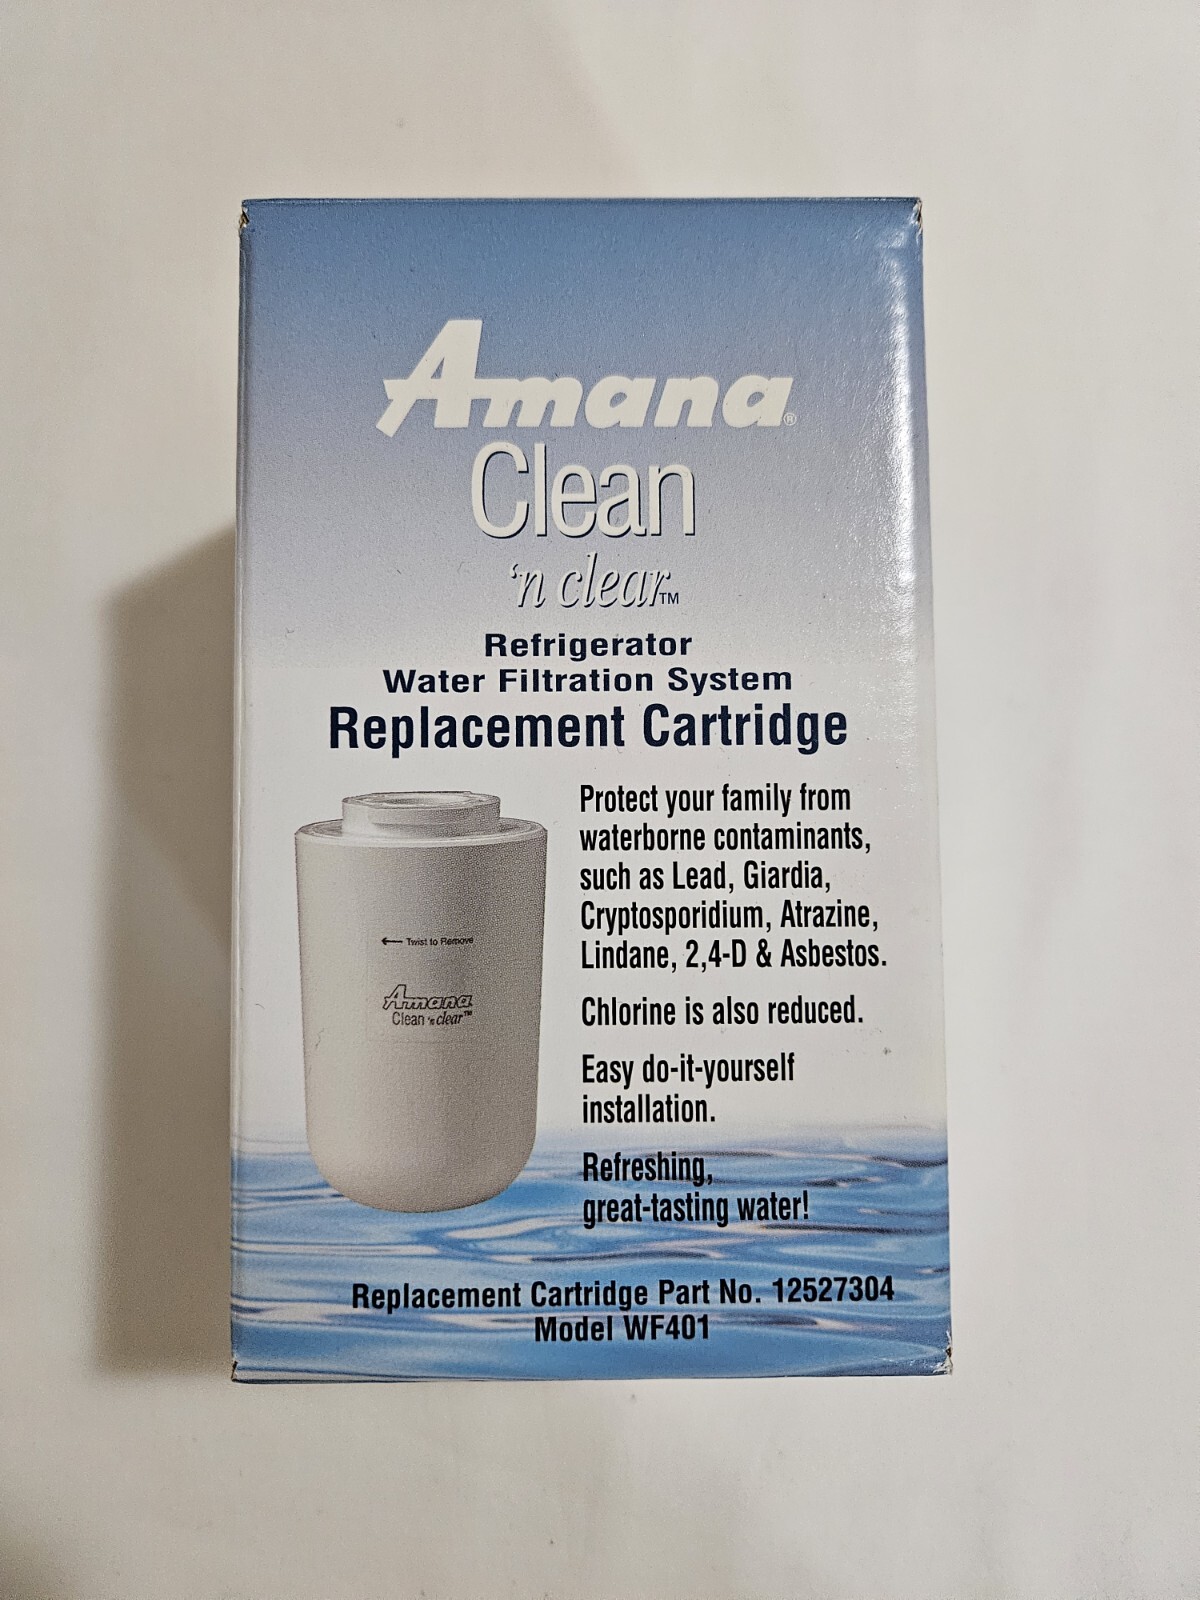 Amana®
Clean
'n clear™
Refrigerator
Water Filtration System
Replacement Cartridge
Protect your family from
waterborne contaminants,
such as Lead, Giardia,
Cryptosporidium, Atrazine,
Lindane, 2,4-D & Asbestos.
Chlorine is also reduced.
Easy do-it-yourself
installation.
Refreshing,
great-tasting water!
← Twist to Remove
Amana
Clean 'n clear™
Replacement Cartridge Part No. 12527304
Model WF401